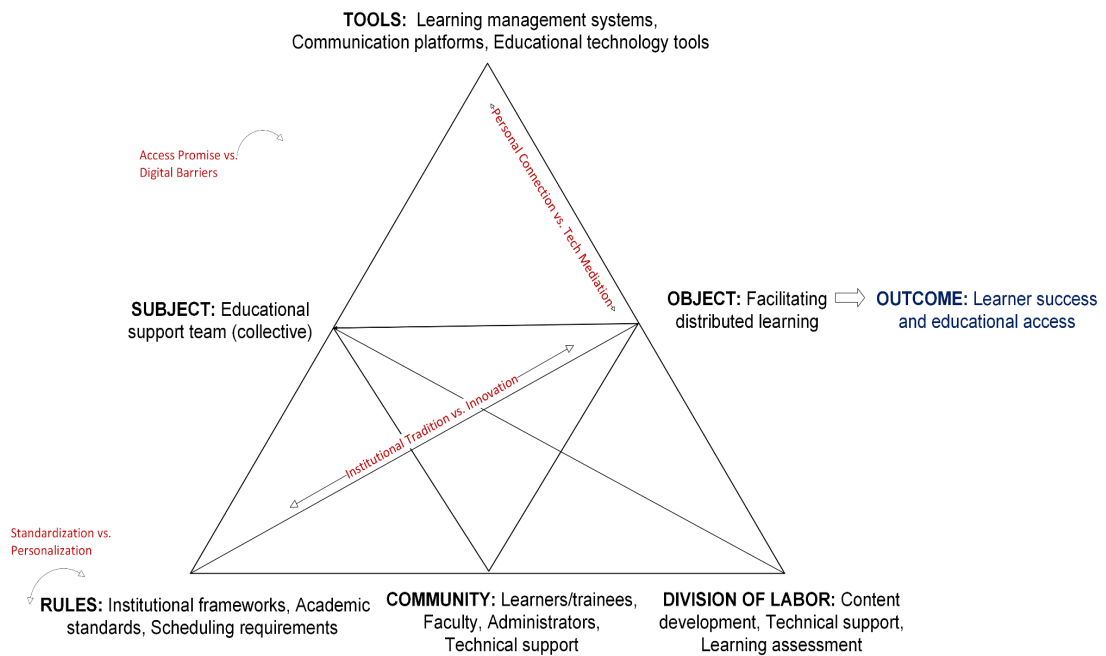 TOOLS: Learning management systems,
Communication platforms, Educational technology tools
Access Promise vs.
Digital Barriers
Personal Connection vs. Tech Mediation
SUBJECT: Educational
support team (collective)
OBJECT: Facilitating
distributed learning
OUTCOME: Learner success
and educational access
Institutional Tradition vs. Innovation
Standardization vs.
Personalization
RULES: Institutional frameworks, Academic
standards, Scheduling requirements
COMMUNITY: Learners/trainees,
Faculty, Administrators,
Technical support
DIVISION OF LABOR: Content
development, Technical support,
Learning assessment